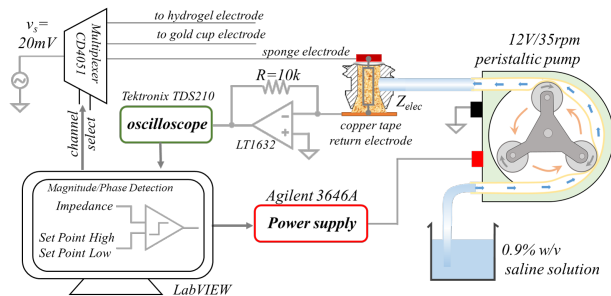 v_s=
20mV
Multiplexer
CD4051
to hydrogel electrode
to gold cup electrode
sponge electrode
12V/35rpm
peristaltic pump
R=10k
Tektronix TDS210
oscilloscope
LT1632
Z_elec
copper tape
return electrode
channel
select
Magnitude/Phase Detection
Impedance
Set Point High
Set Point Low
LabVIEW
Agilent 3646A
Power supply
0.9% w/v
saline solution